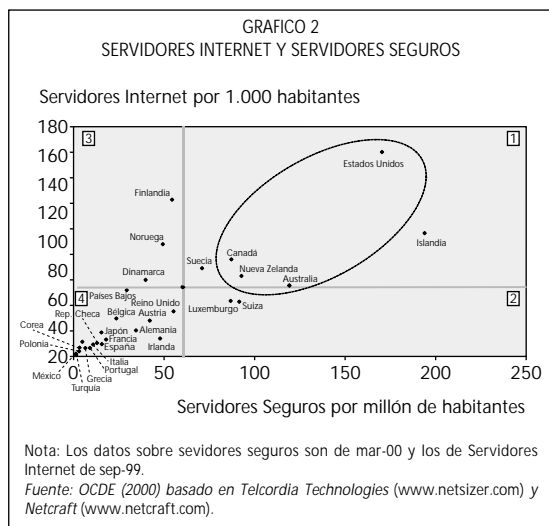 GRAFICO 2
SERVIDORES INTERNET Y SERVIDORES SEGUROS
Servidores Internet por 1.000 habitantes
180
160
140
120
100
80
60
40
20
3
1
Estados Unidos
Finlandia
Islandia
Noruega
Canadá
Suecia
Nueva Zelanda
Dinamarca
Australia
4
2
Países Bajos
Reino Unido
Luxemburgo
Suiza
Rep. Checa
Bélgica
Austria
Corea
Japón
Alemania
Polonia
Francia
España
Irlanda
Italia
Portugal
México
Grecia
Turquía
0
50
100
150
200
250
Servidores Seguros por millón de habitantes
Nota: Los datos sobre sevidores seguros son de mar-00 y los de Servidores
Internet de sep-99.
Fuente: OCDE (2000) basado en Telcordia Technologies (www.netsizer.com) y
Netcraft (www.netcraft.com).